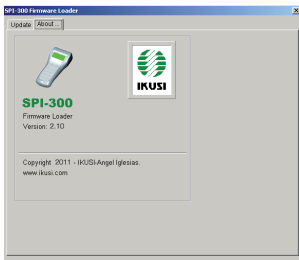 SPI-300 Firmware Loader
Update About...
IKUSI
SPI-300
Firmware Loader
Version: 2.10
Copyright 2011 - IKUSI-Angel Iglesias.
www.ikusi.com